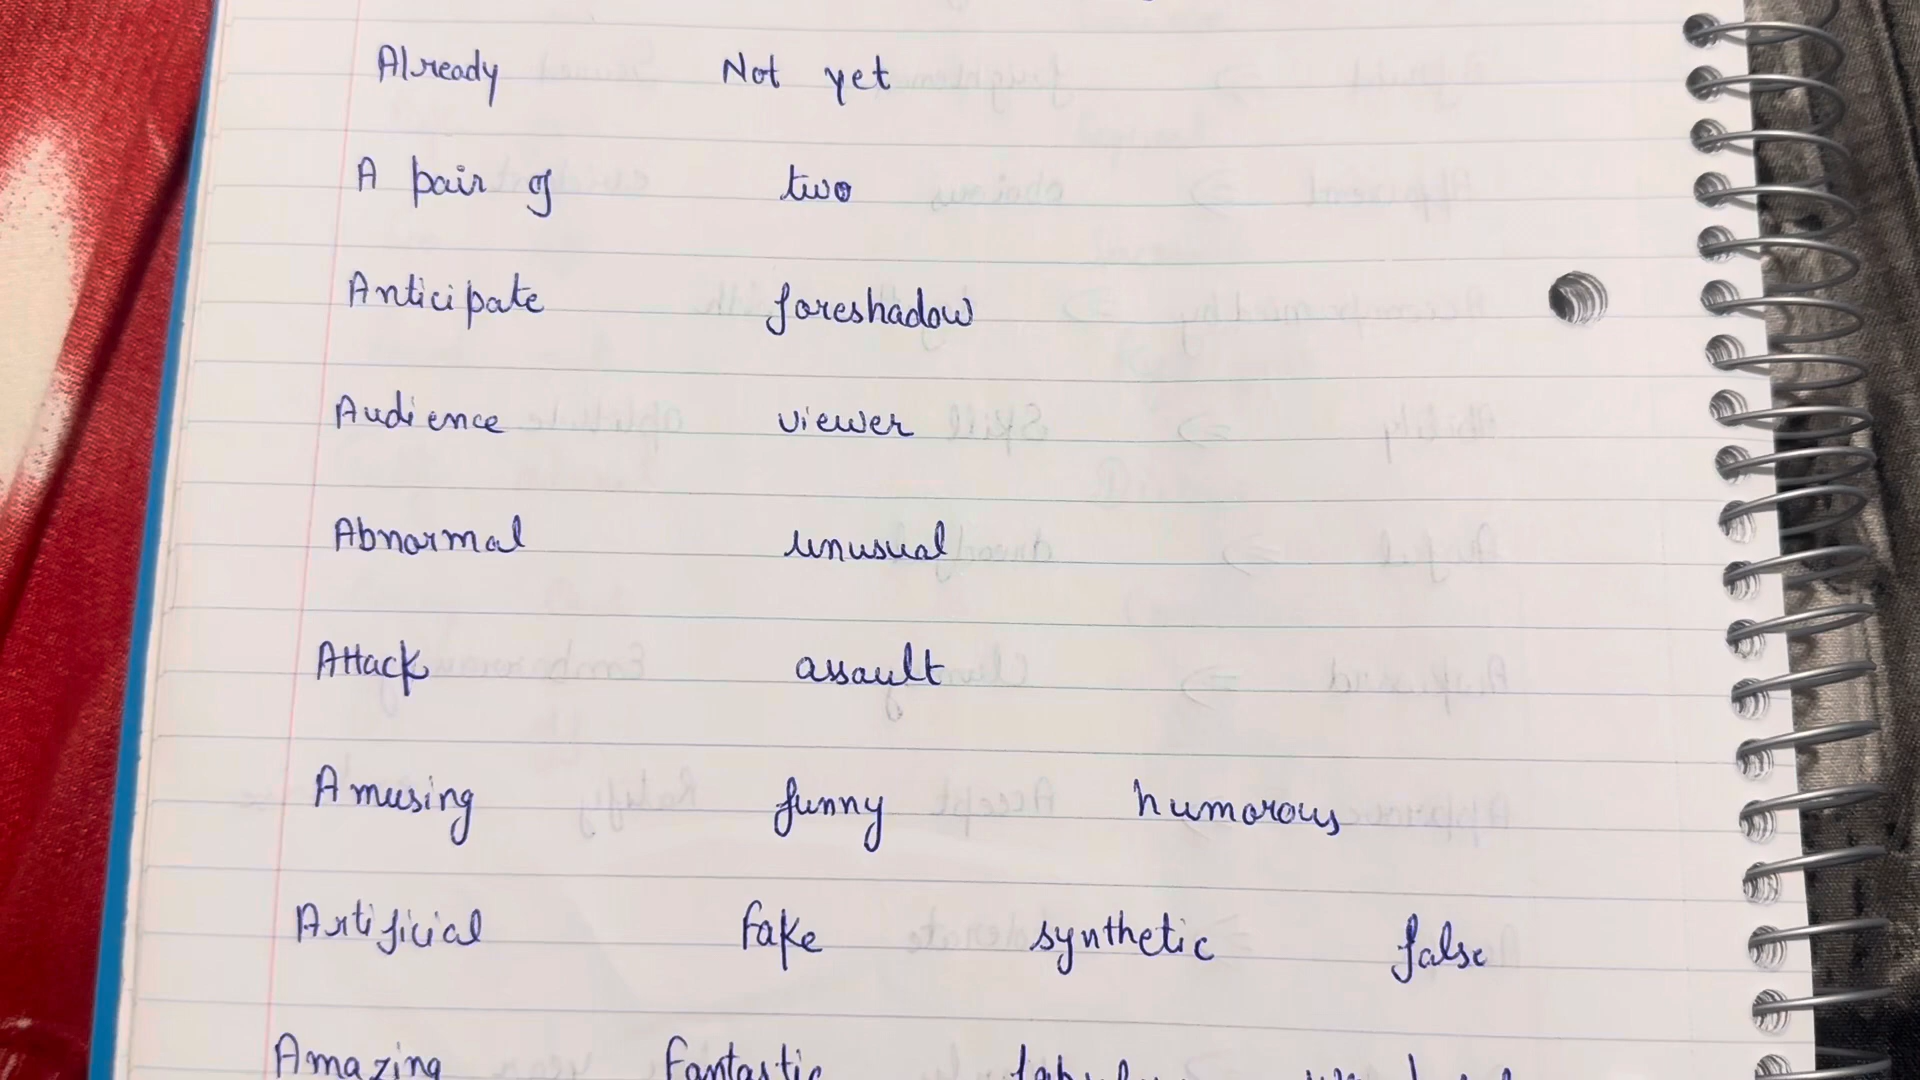 Already Not yet
A pair of two
Anticipate foreshadow
Audience viewer
Abnormal unusual
Attack assault
Amusing funny humorous
Artificial fake synthetic false
Amazing Fantastic